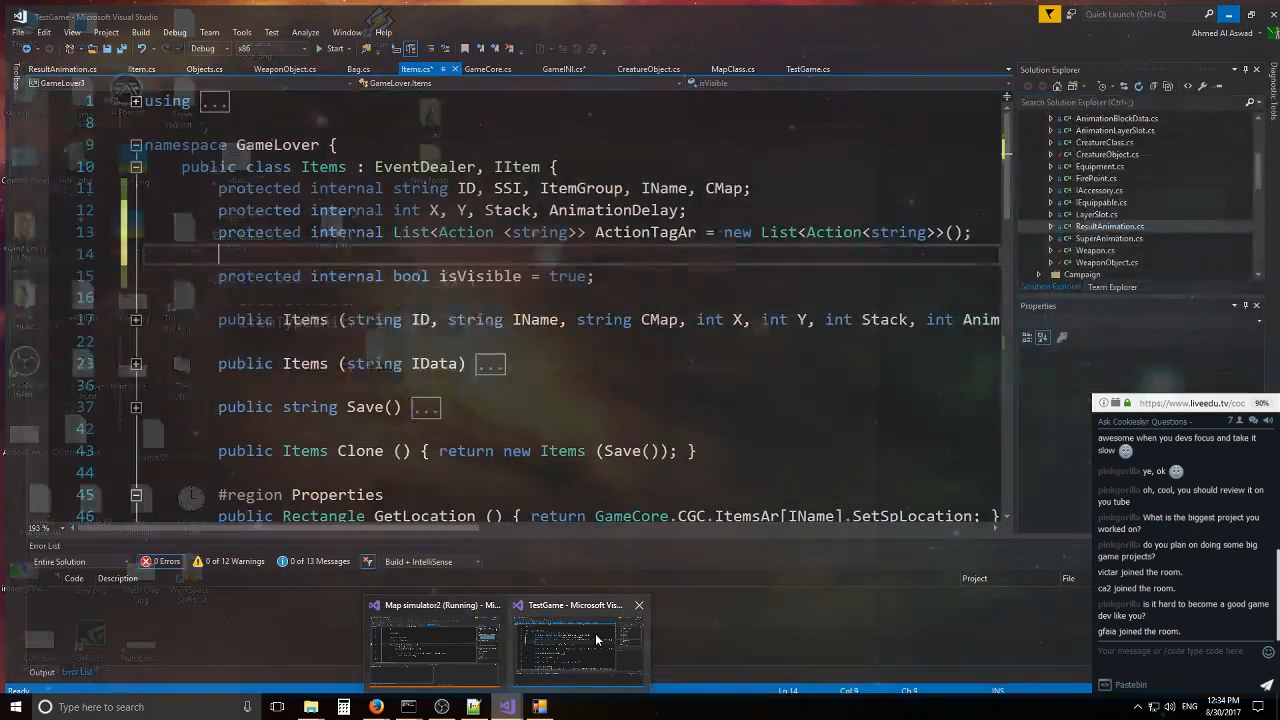 TestGame - Microsoft Visual Studio
Quick Launch (Ctrl+Q)
File Edit View Project Build Debug Team Tools Test Analyze Window Help
Ahmed Al Aswad
Debug x86 Start
ResultAnimation.cs Item.cs Objects.cs WeaponObject.cs Bag.cs Items.cs* GameCore.cs GameINI.cs* CreatureObject.cs MapClass.cs TestGame.cs
GameLover3 GameLover.Items isVisible
1 using ...
8
9 namespace GameLover {
10 public class Items : EventDealer, IItem {
11 protected internal string ID, SSI, ItemGroup, IName, CMap;
12 protected internal int X, Y, Stack, AnimationDelay;
13 protected internal List<Action <string>> ActionTagAr = new List<Action<string>>();
14
15 protected internal bool isVisible = true;
16
17 public Items (string ID, string IName, string CMap, int X, int Y, int Stack, int Anim
22
23 public Items (string IData) ...
36
37 public string Save() ...
42
43 public Items Clone () { return new Items (Save()); }
44
45 #region Properties
46 public Rectangle GetLocation () { return GameCore.CGC.ItemsAr[IName].SetSpLocation; }
193 %
Solution Explorer
Search Solution Explorer (Ctrl+;)
AnimationBlockData.cs
AnimationLayerSlot.cs
CreatureClass.cs
CreatureObject.cs
Equipment.cs
FirePoint.cs
IAccessory.cs
IEquippable.cs
LayerSlot.cs
ResultAnimation.cs
SuperAnimation.cs
Weapon.cs
WeaponObject.cs
Campaign
Solution Explorer Team Explorer
Properties
Diagnostic Tools
Error List
Entire Solution 0 Errors 0 of 12 Warnings 0 of 13 Messages Build + IntelliSense
Code Description Project File
Map simulator2 (Running) - Mi...
TestGame - Microsoft Vis...
Output Error List
Ready Ln 14 Col 9 Ch 9 INS
https://www.liveedu.tv/coc 90%
Ask Cookiesliyr Questions - 7
awesome when you devs focus and take it
slow
pinkgorilla ye, ok
pinkgorilla oh, cool, you should review it on
you tube
pinkgorilla What is the biggest project you
worked on?
pinkgorilla do you plan on doing some big
game projects?
victar joined the room.
ca2 joined the room.
pinkgorilla is it hard to become a good game
dev like you?
gfaia joined the room.
Your message or /code type code here
Pastebin
Type here to search
ENG
12:34 PM
8/30/2017